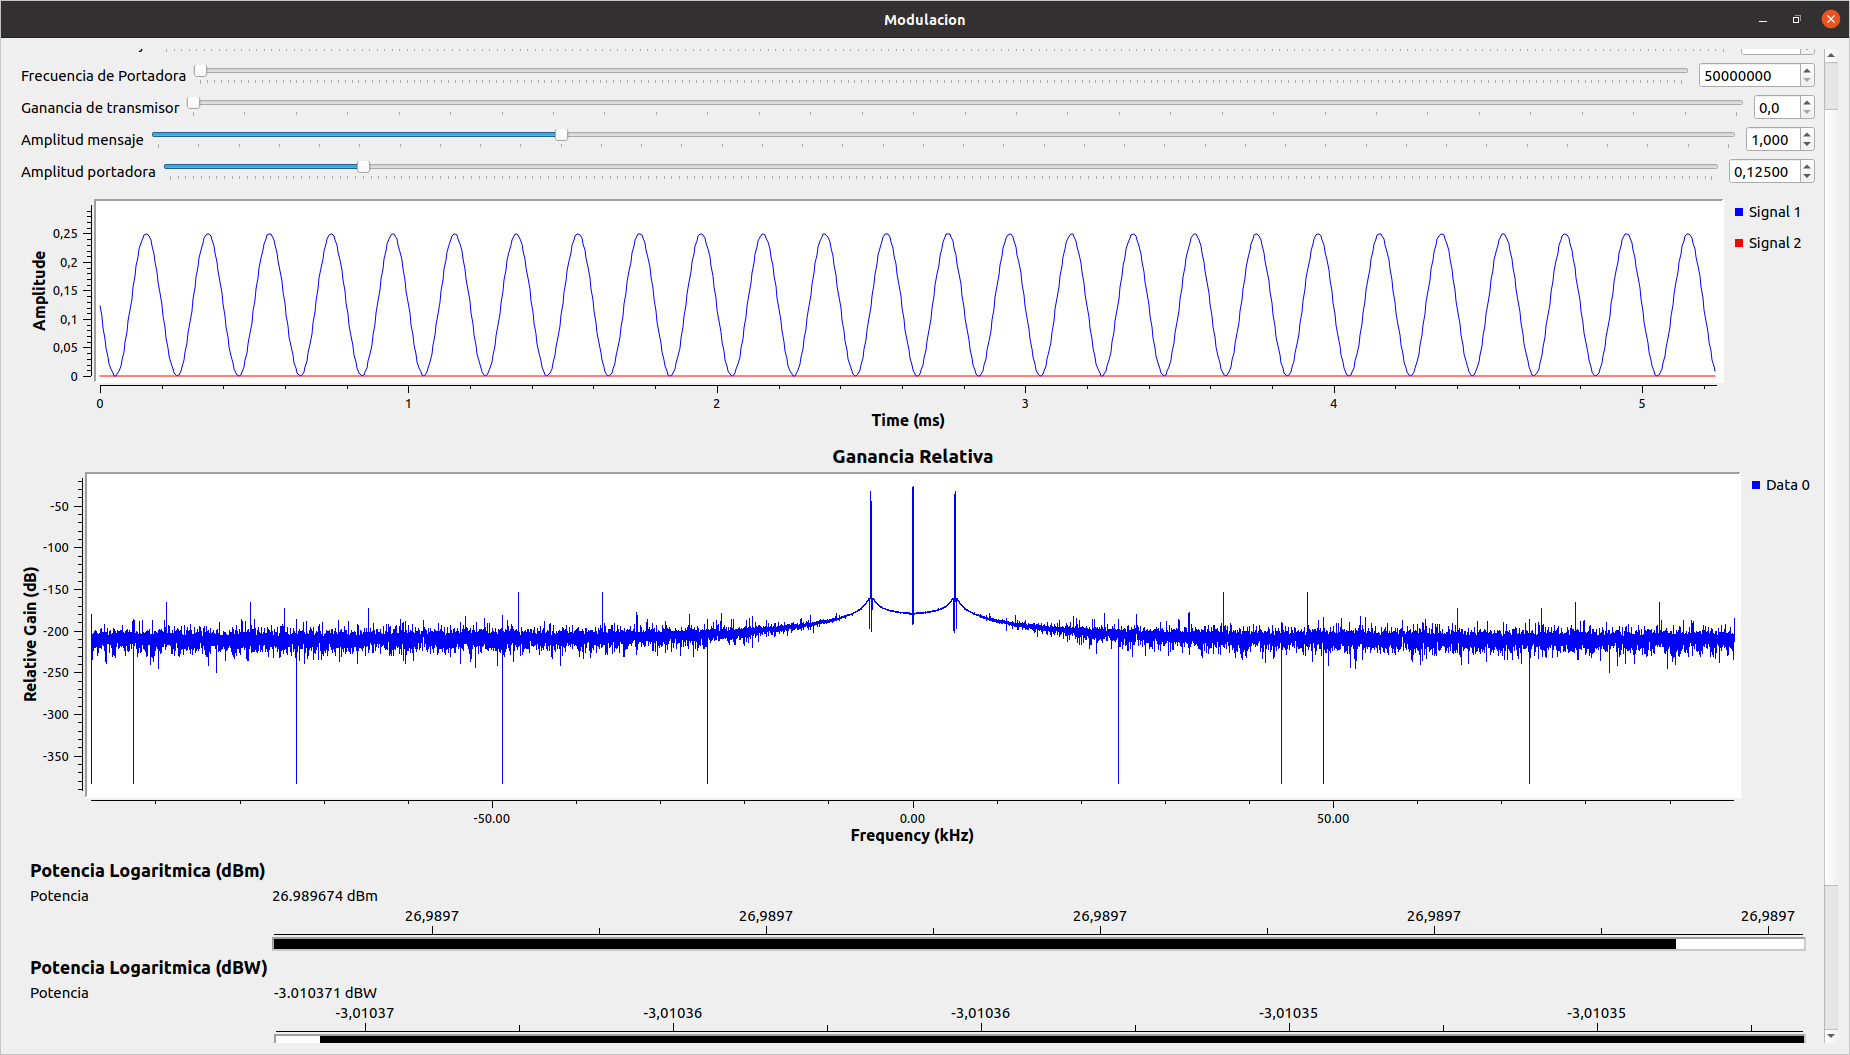 Modulacion
Frecuencia de Portadora 50000000
Ganancia de transmisor 0,0
Amplitud mensaje 1,000
Amplitud portadora 0,12500
Signal 1
Signal 2
Amplitude
0,25
0,2
0,15
0,1
0,05
0
0 1 2 3 4 5
Time (ms)
Ganancia Relativa
Data 0
Relative Gain (dB)
-50
-100
-150
-200
-250
-300
-350
-50.00 0.00 50.00
Frequency (kHz)
Potencia Logaritmica (dBm)
Potencia 26.989674 dBm
26,9897 26,9897 26,9897 26,9897 26,9897
Potencia Logaritmica (dBW)
Potencia -3.010371 dBW
-3,01037 -3,01036 -3,01036 -3,01035 -3,01035